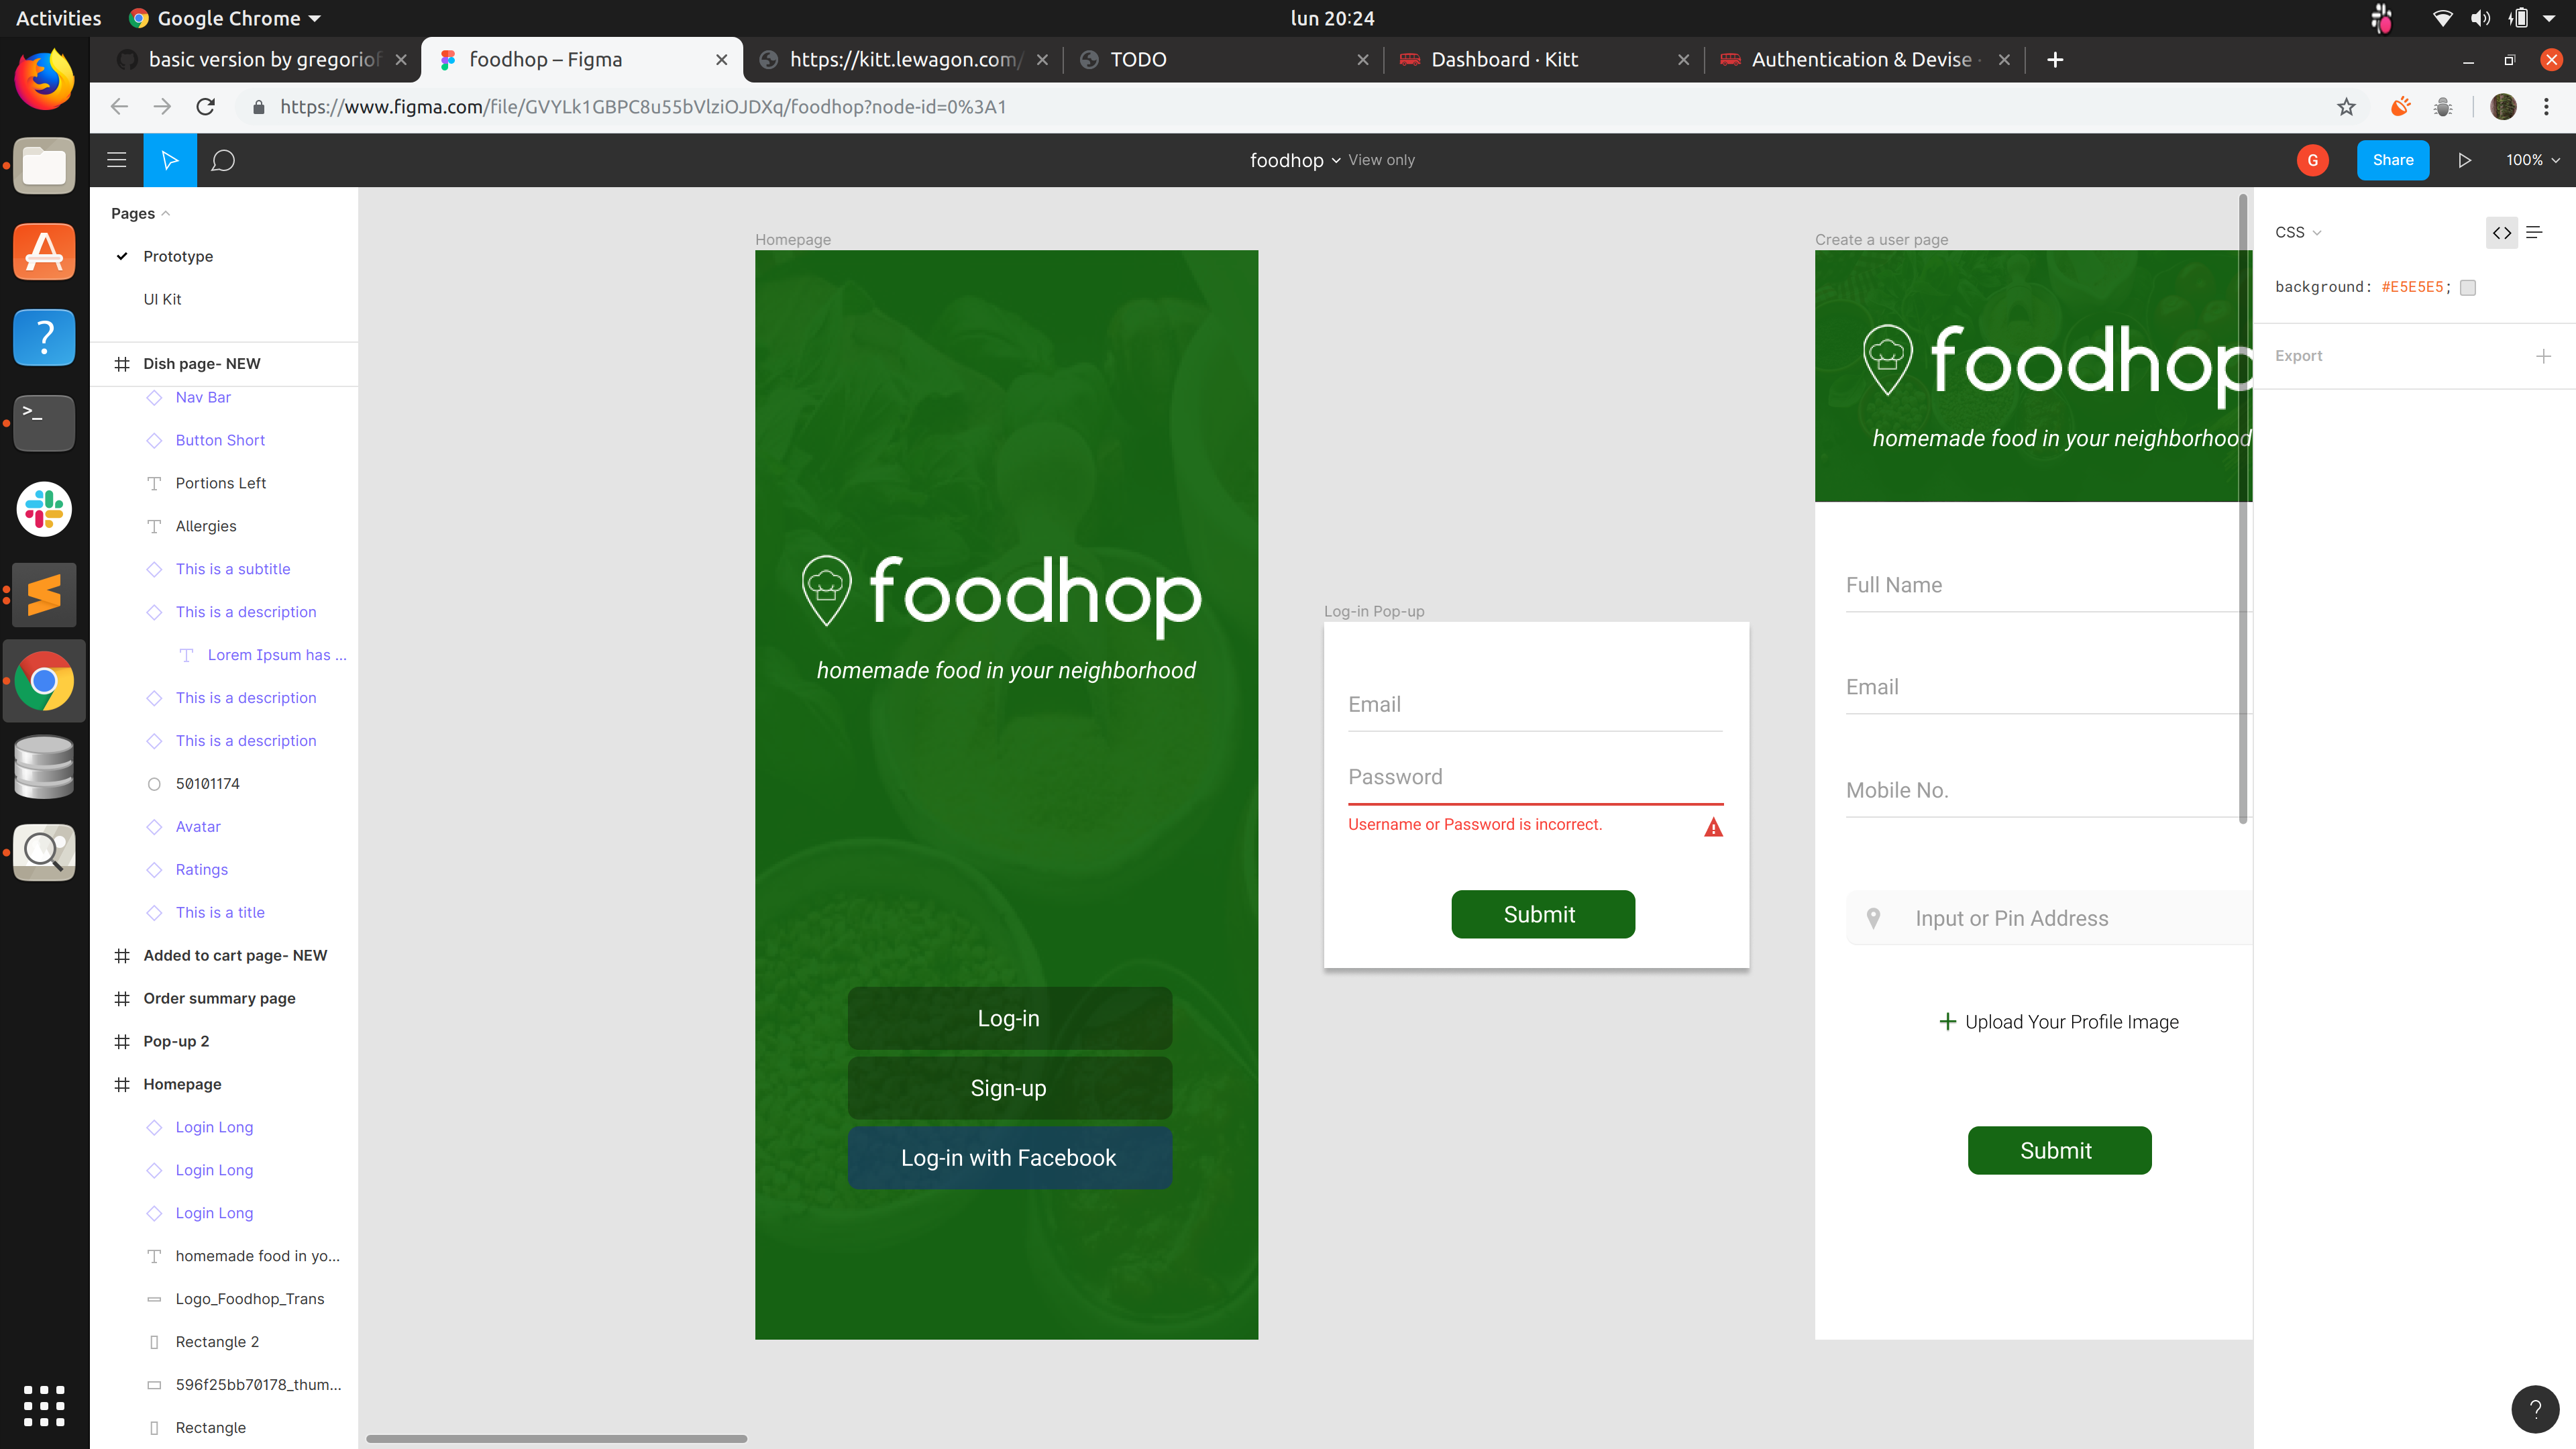 Activities
Google Chrome
lun 20:24
basic version by gregoriof
foodhop – Figma
https://kitt.lewagon.com/
TODO
Dashboard · Kitt
Authentication & Devise ·
https://www.figma.com/file/GVYLk1GBPC8u55bVlziOJDXq/foodhop?node-id=0%3A1
foodhop
View only
G
Share
100%
Pages
Prototype
UI Kit
Dish page- NEW
Nav Bar
Button Short
Portions Left
Allergies
This is a subtitle
This is a description
Lorem Ipsum has ...
This is a description
This is a description
50101174
Avatar
Ratings
This is a title
Added to cart page- NEW
Order summary page
Pop-up 2
Homepage
Login Long
Login Long
Login Long
homemade food in yo...
Logo_Foodhop_Trans
Rectangle 2
596f25bb70178_thum...
Rectangle
Homepage
foodhop
homemade food in your neighborhood
Log-in
Sign-up
Log-in with Facebook
Log-in Pop-up
Email
Password
Username or Password is incorrect.
Submit
Create a user page
foodhop
homemade food in your neighborhood
Full Name
Email
Mobile No.
Input or Pin Address
+ Upload Your Profile Image
Submit
CSS
background: #E5E5E5;
Export
?